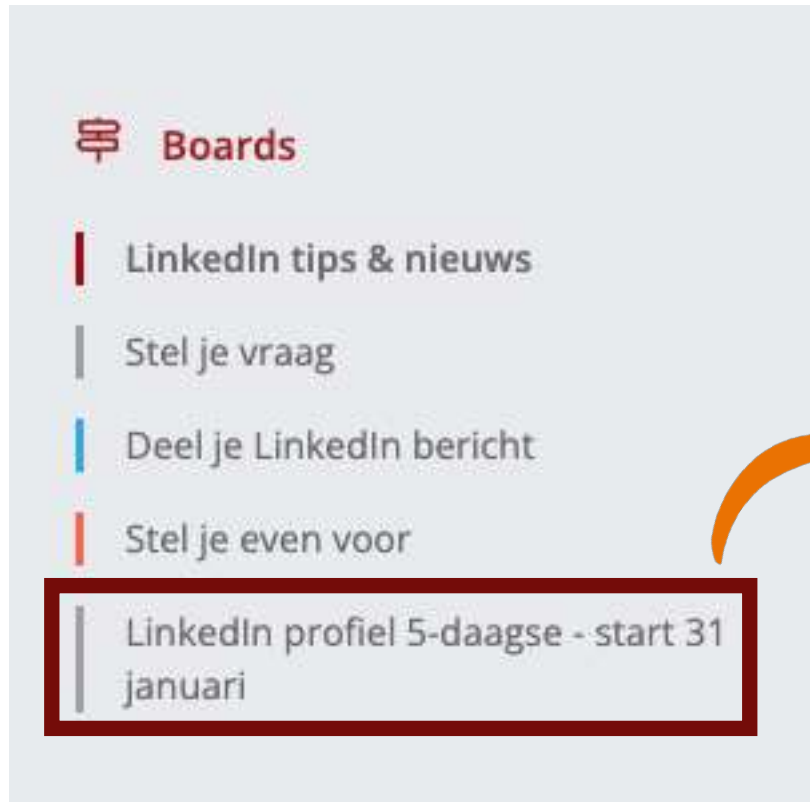 Boards
LinkedIn tips & nieuws
Stel je vraag
Deel je LinkedIn bericht
Stel je even voor
LinkedIn profiel 5-daagse - start 31
januari